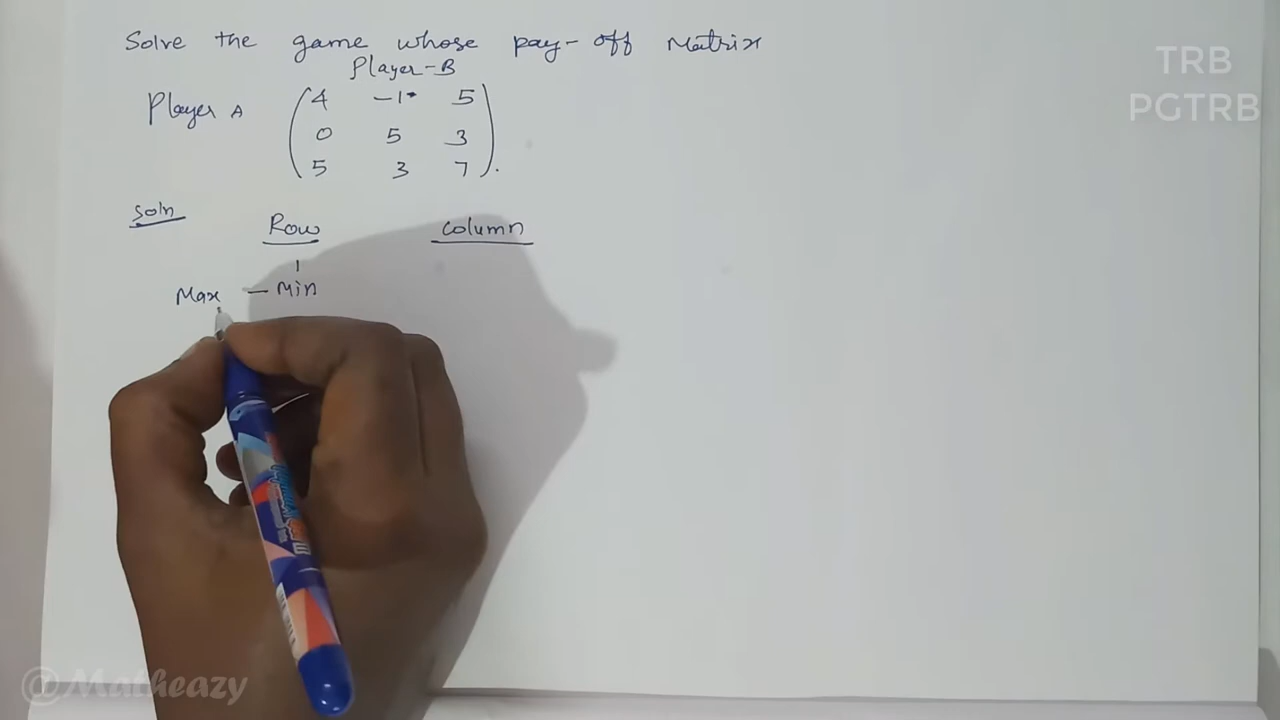 Solve the game whose pay-off Matrix
Player-B
TRB
PGTRB
Player A
4 -1 5
0 5 3
5 3 7
Soln
Row Column
Max - Min
@Matheazy